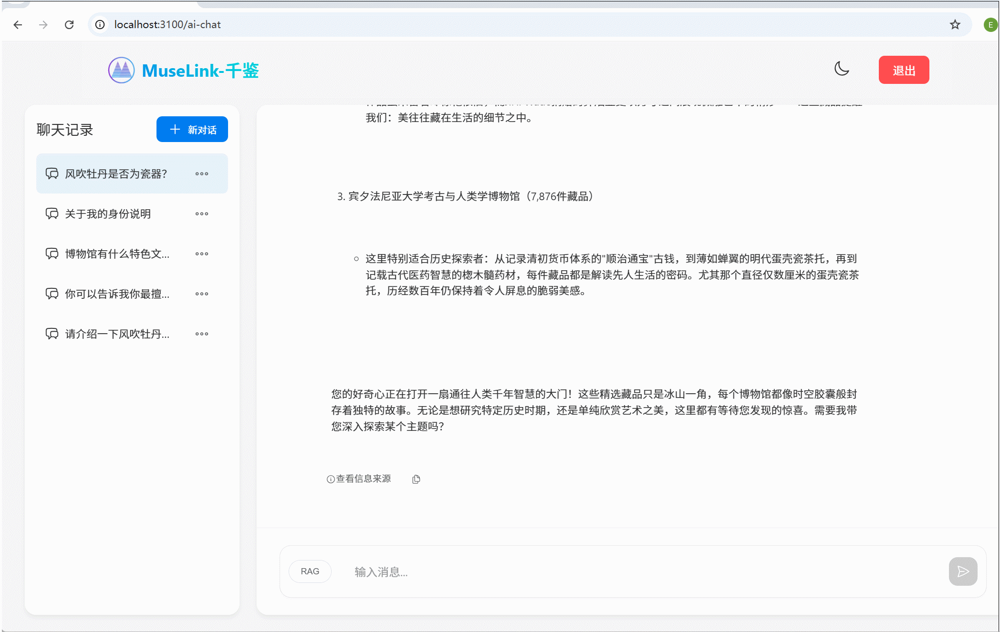 localhost:3100/ai-chat
E
MuseLink-千鉴
退出
聊天记录
新对话
风吹牡丹是否为瓷器？
关于我的身份说明
博物馆有什么特色文...
你可以告诉我你最擅...
请介绍一下风吹牡丹...
我们：美往往藏在生活的细节之中。
3. 宾夕法尼亚大学考古与人类学博物馆（7,876件藏品）
这里特别适合历史探索者：从记录清初货币体系的"顺治通宝"古钱，到薄如蝉翼的明代蛋壳瓷茶托，再到
记载古代医药智慧的楤木髓药材，每件藏品都是解读先人生活的密码。尤其那个直径仅数厘米的蛋壳瓷茶
托，历经数百年仍保持着令人屏息的脆弱美感。
您的好奇心正在打开一扇通往人类千年智慧的大门！这些精选藏品只是冰山一角，每个博物馆都像时空胶囊般封
存着独特的故事。无论是想研究特定历史时期，还是单纯欣赏艺术之美，这里都有等待您发现的惊喜。需要我带
您深入探索某个主题吗？
查看信息来源
RAG
输入消息...